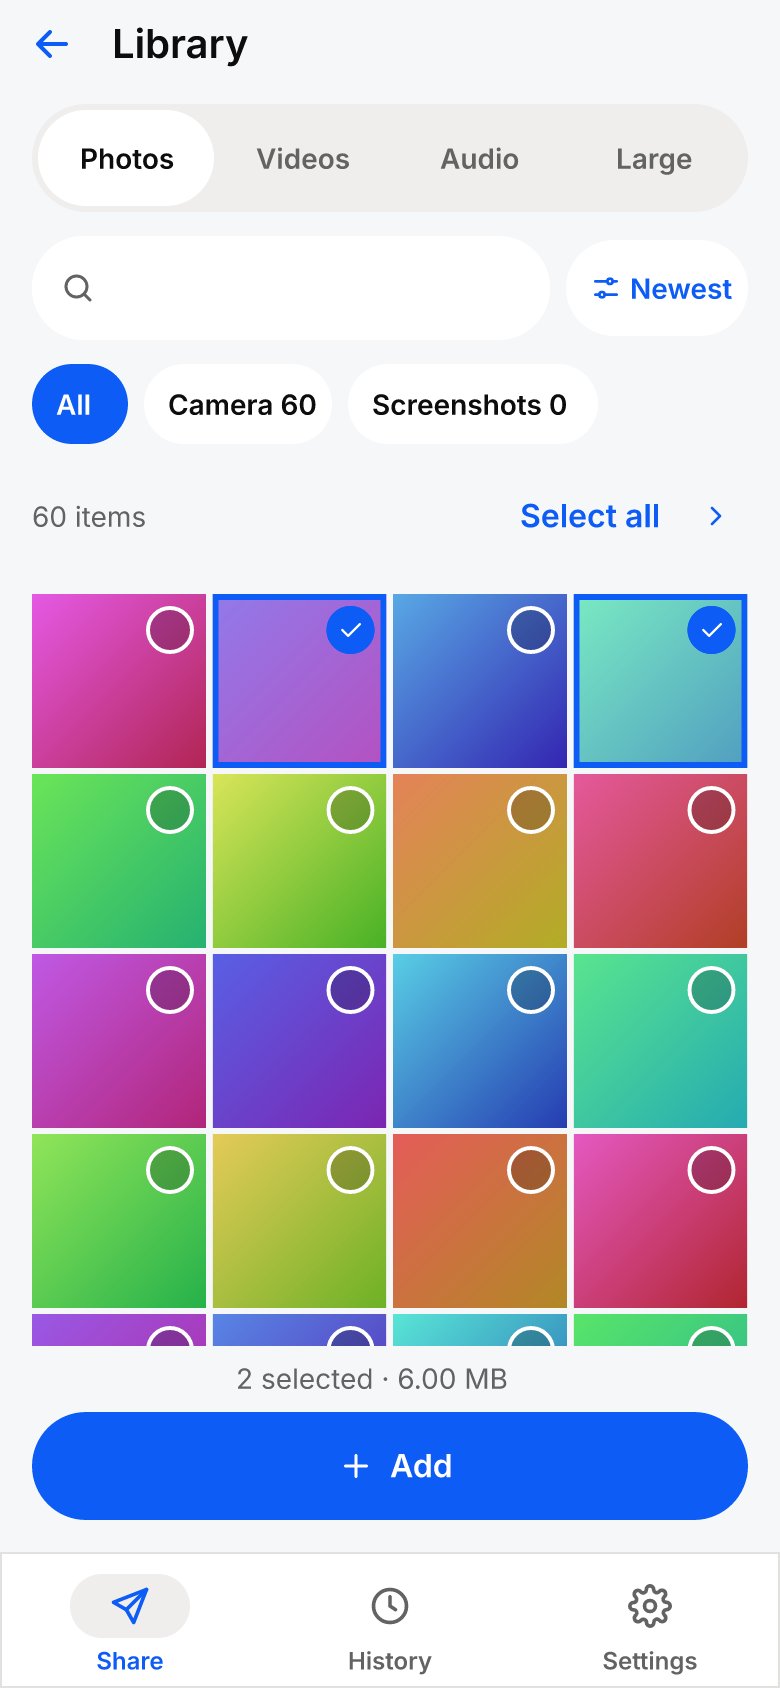 Library
Photos Videos Audio Large
Newest
All Camera 60 Screenshots 0
60 items Select all
2 selected · 6.00 MB
Add
Share History Settings